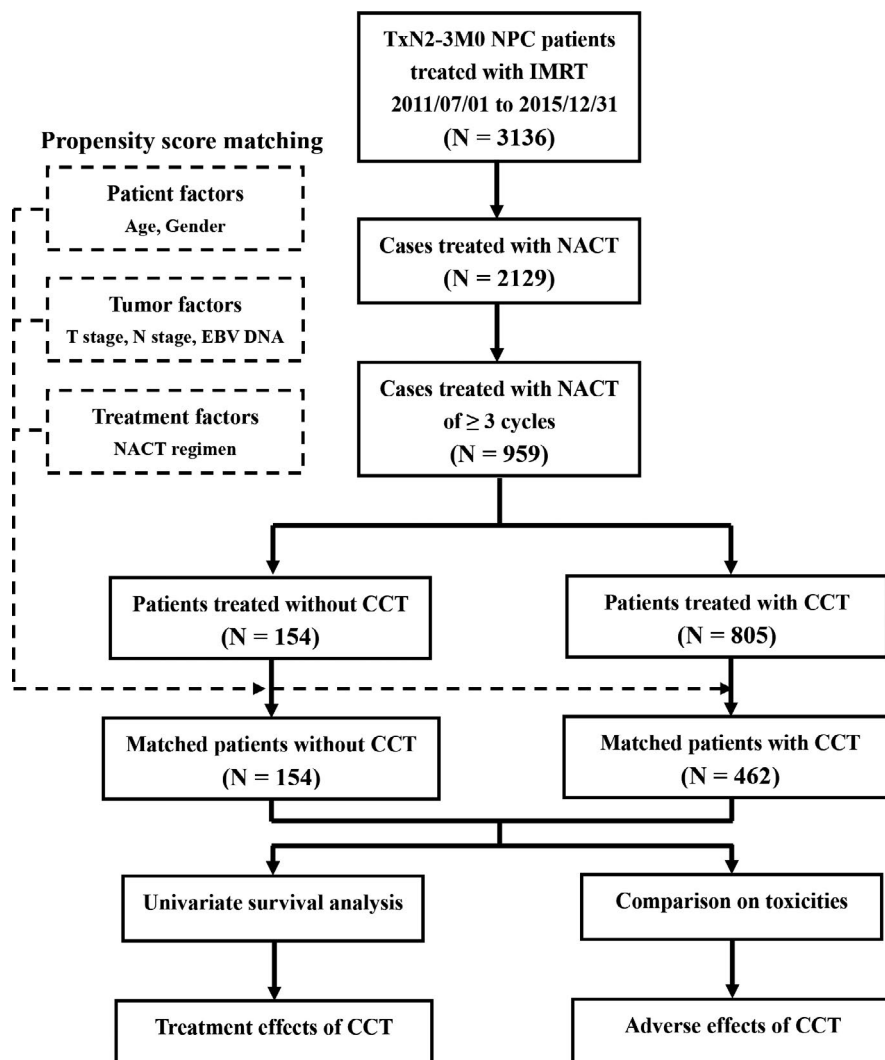 TxN2-3M0 NPC patients
treated with IMRT
2011/07/01 to 2015/12/31
(N = 3136)
Propensity score matching
Patient factors
Age, Gender
Cases treated with NACT
(N = 2129)
Tumor factors
T stage, N stage, EBV DNA
Cases treated with NACT
of ≥ 3 cycles
(N = 959)
Treatment factors
NACT regimen
Patients treated without CCT
(N = 154)
Patients treated with CCT
(N = 805)
Matched patients without CCT
(N = 154)
Matched patients with CCT
(N = 462)
Univariate survival analysis
Comparison on toxicities
Treatment effects of CCT
Adverse effects of CCT